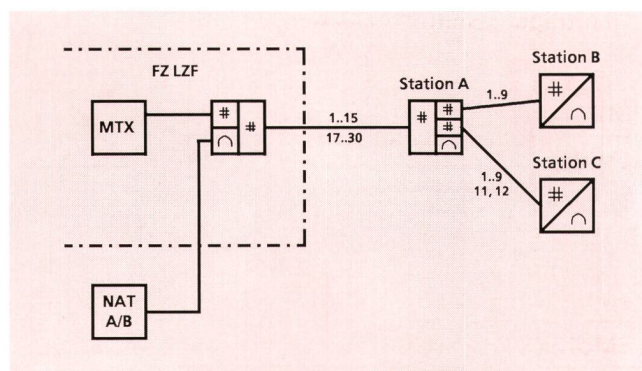 FZ LZF
MTX
#
#
1..15
17..30
Station A
#
#
#
1..9
1..9
11, 12
Station B
#
Station C
#
NAT
A/B